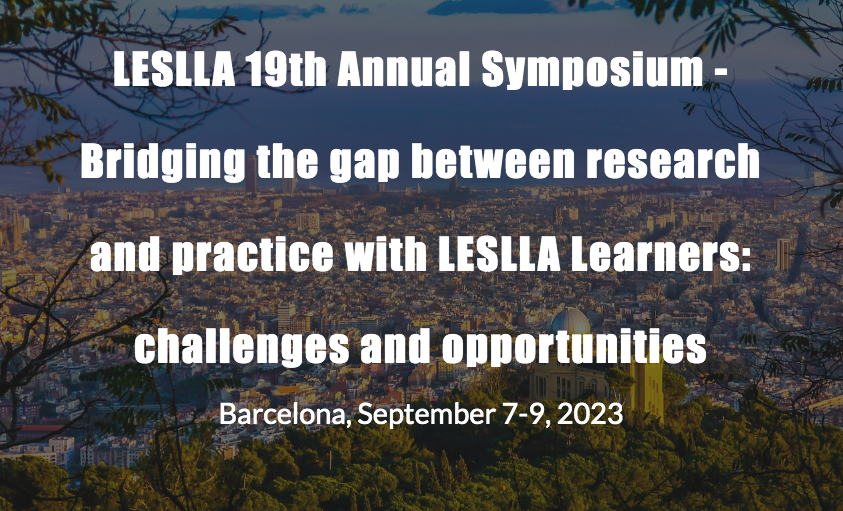 LESLLA 19th Annual Symposium -
Bridging the gap between research
and practice with LESLLA Learners:
challenges and opportunities
Barcelona, September 7-9, 2023